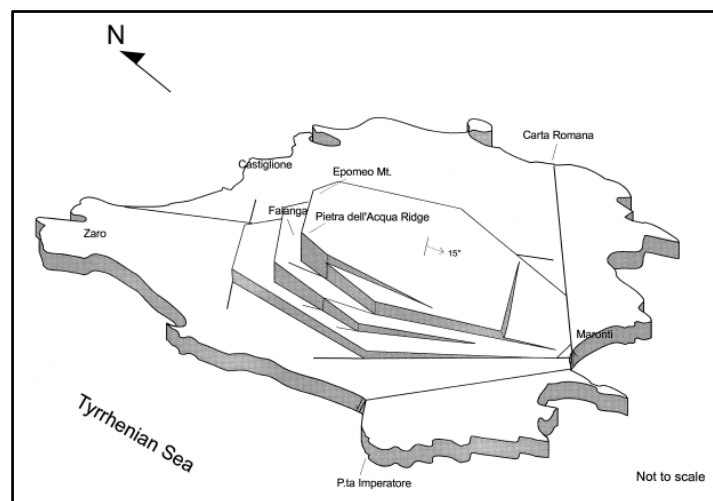 N
Carta Romana
Castiglione
Epomeo Mt.
Falanga
Pietra dell'Acqua Ridge
Zaro
15°
Maronti
Tyrrhenian Sea
P.ta Imperatore
Not to scale